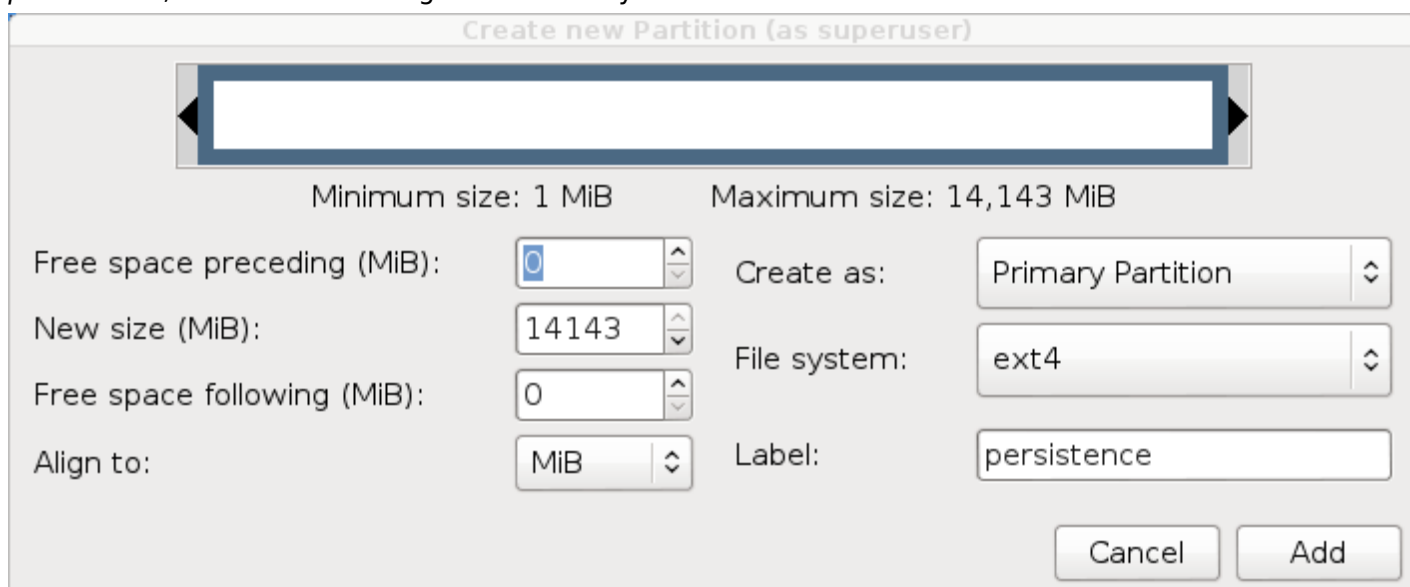 Create new Partition (as superuser)
Minimum size: 1 MiB Maximum size: 14,143 MiB
Free space preceding (MiB): 0
Create as: Primary Partition
New size (MiB): 14143
File system: ext4
Free space following (MiB): 0
Align to: MiB
Label: persistence
Cancel Add